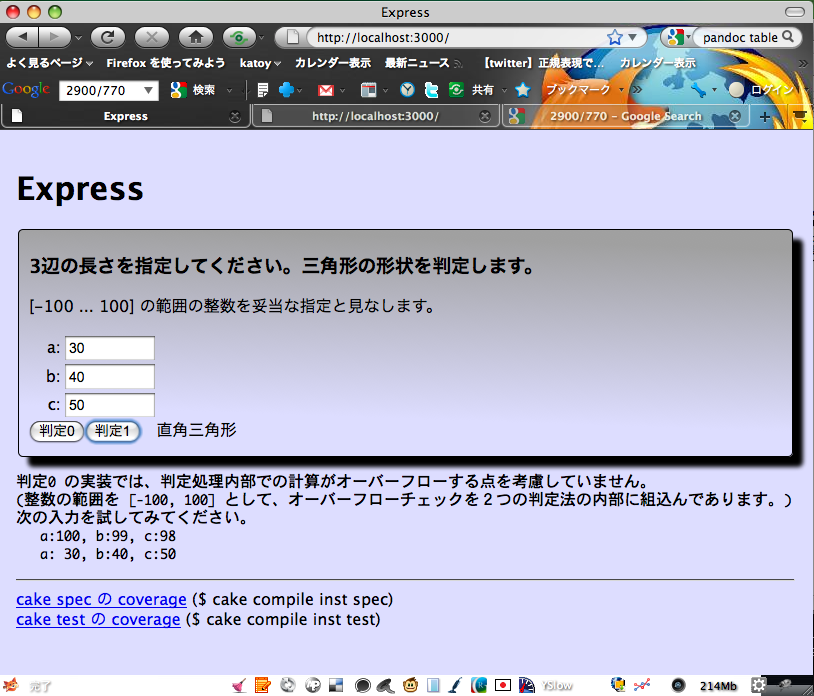 Express
http://localhost:3000/
pandoc table
よく見るページ Firefox を使ってみよう katoy カレンダー表示 最新ニュース 【twitter】正規表現で... カレンダー表示
Google 2900/770 検索 共有 ブックマーク ログイン
Express http://localhost:3000/ 2900/770 – Google Search
Express
3辺の長さを指定してください。三角形の形状を判定します。
[-100 ... 100] の範囲の整数を妥当な指定と見なします。
a: 30
b: 40
c: 50
判定0 判定1 直角三角形
判定0 の実装では、判定処理内部での計算がオーバーフローする点を考慮していません。
(整数の範囲を [-100, 100] として、オーバーフローチェックを２つの判定法の内部に組込んであります。)
次の入力を試してみてください。
a:100, b:99, c:98
a: 30, b:40, c:50
cake spec の coverage ($ cake compile inst spec)
cake test の coverage ($ cake compile inst test)
完了 YSlow 214Mb